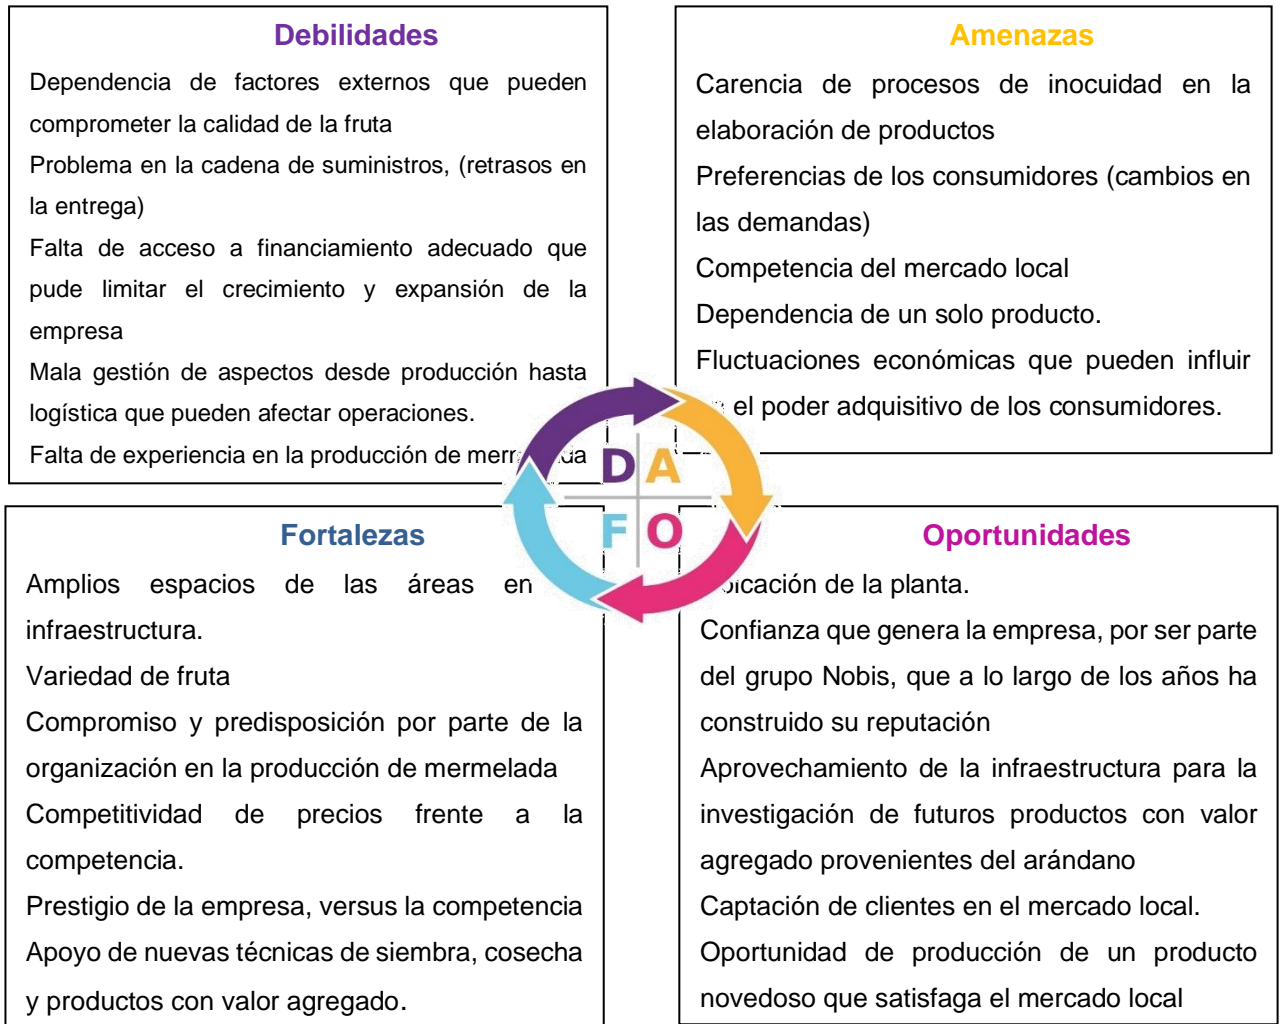 Debilidades
Dependencia de factores externos que pueden
comprometer la calidad de la fruta
Problema en la cadena de suministros, (retrasos en
la entrega)
Falta de acceso a financiamiento adecuado que
pude limitar el crecimiento y expansión de la
empresa
Mala gestión de aspectos desde producción hasta
logística que pueden afectar operaciones.
Falta de experiencia en la producción de
Amenazas
Carencia de procesos de inocuidad en la
elaboración de productos
Preferencias de los consumidores (cambios en
las demandas)
Competencia del mercado local
Dependencia de un solo producto.
Fluctuaciones económicas que pueden influir
el poder adquisitivo de los consumidores.
D A
F O
Fortalezas
Amplios espacios de las áreas en
infraestructura.
Variedad de fruta
Compromiso y predisposición por parte de la
organización en la producción de mermelada
Competitividad de precios frente a la
competencia.
Prestigio de la empresa, versus la competencia
Apoyo de nuevas técnicas de siembra, cosecha
y productos con valor agregado.
Oportunidades
de la planta.
Confianza que genera la empresa, por ser parte
del grupo Nobis, que a lo largo de los años ha
construido su reputación
Aprovechamiento de la infraestructura para la
investigación de futuros productos con valor
agregado provenientes del arándano
Captación de clientes en el mercado local.
Oportunidad de producción de un producto
novedoso que satisfaga el mercado local